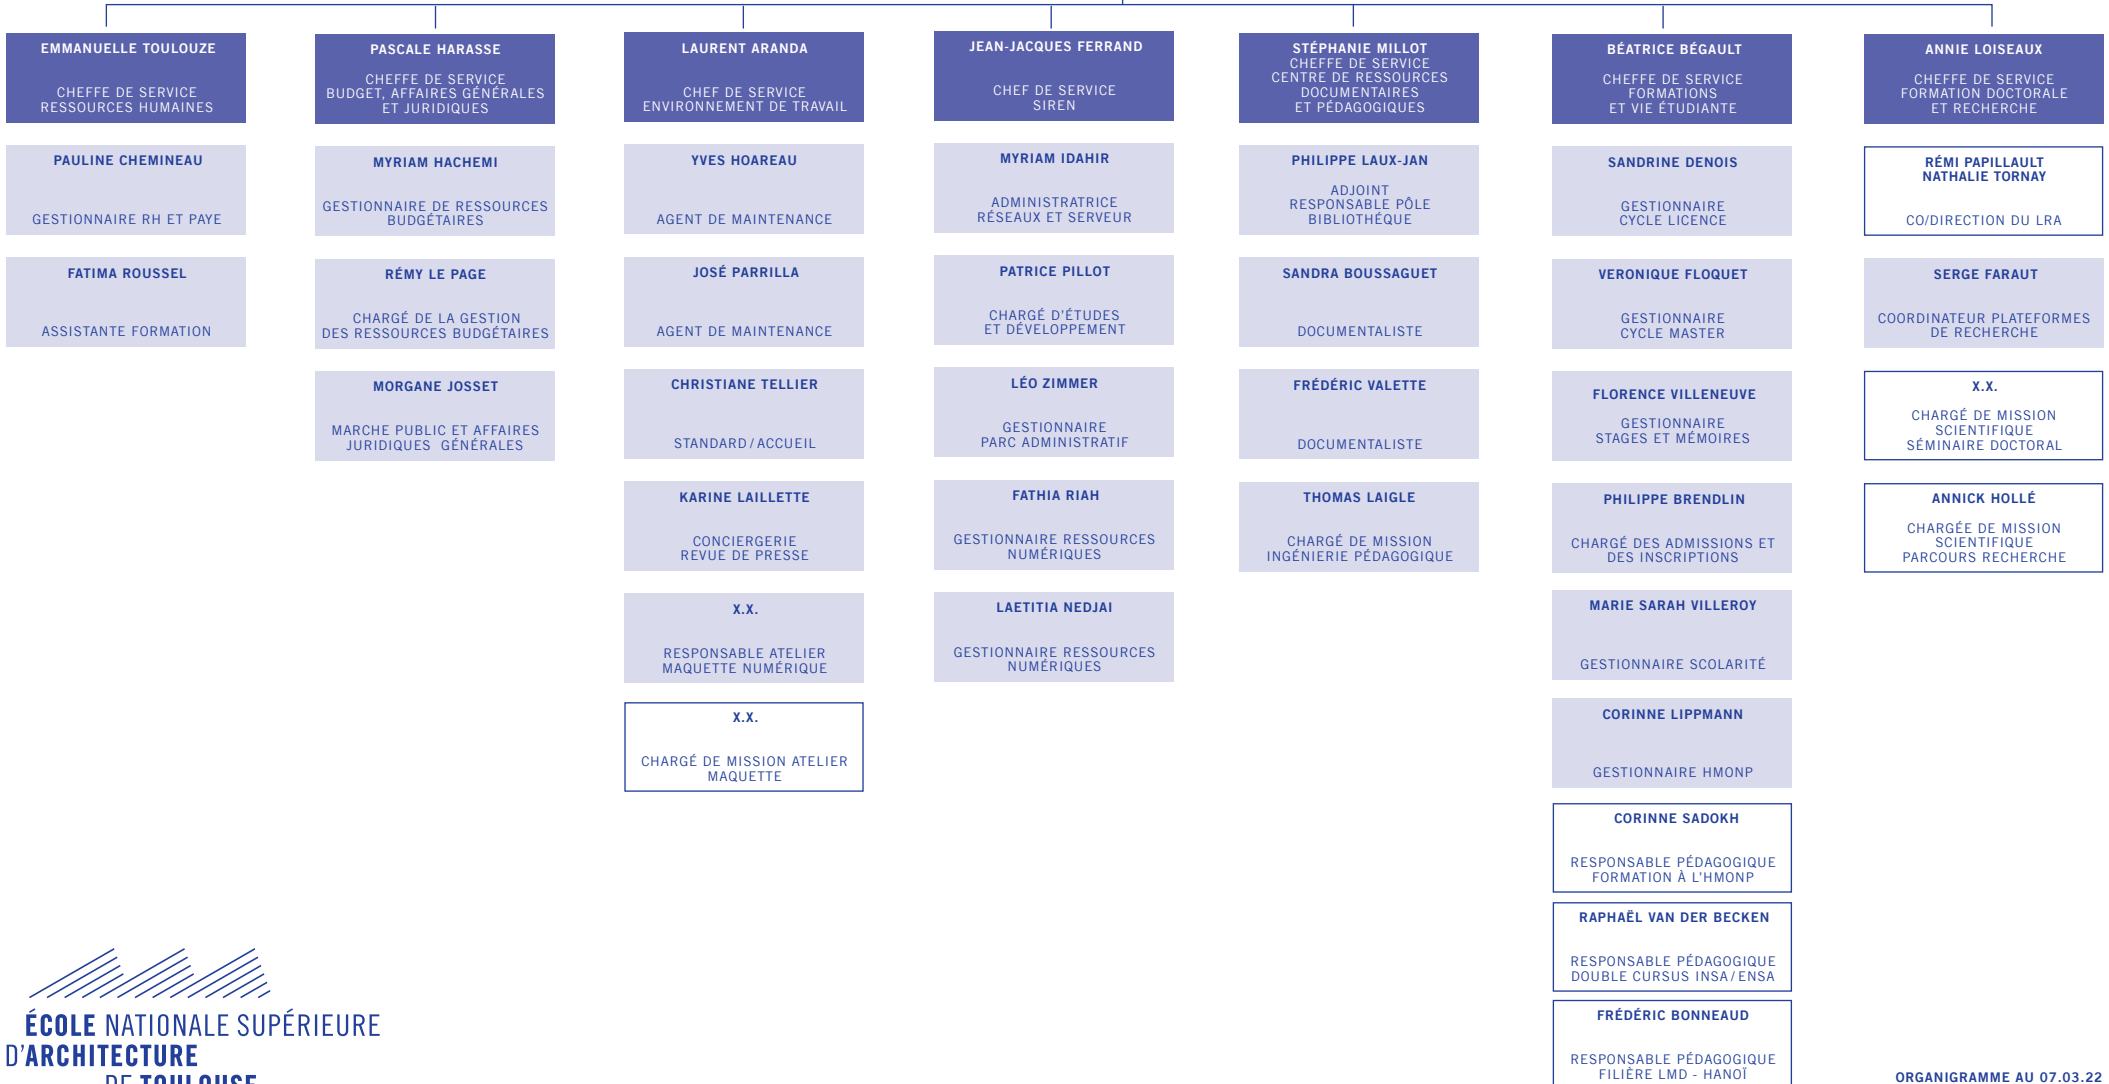 EMMANUELLE TOULOUZE
CHEFFE DE SERVICE
RESSOURCES HUMAINES
PAULINE CHEMINEAU
GESTIONNAIRE RH ET PAYE
FATIMA ROUSSEL
ASSISTANTE FORMATION
PASCALE HARASSE
CHEFFE DE SERVICE
BUDGET, AFFAIRES GÉNÉRALES
ET JURIDIQUES
MYRIAM HACHEMI
GESTIONNAIRE DE RESSOURCES
BUDGÉTAIRES
RÉMY LE PAGE
CHARGÉ DE LA GESTION
DES RESSOURCES BUDGÉTAIRES
MORGANE JOSSET
MARCHE PUBLIC ET AFFAIRES
JURIDIQUES GÉNÉRALES
LAURENT ARANDA
CHEF DE SERVICE
ENVIRONNEMENT DE TRAVAIL
YVES HOAREAU
AGENT DE MAINTENANCE
JOSÉ PARRILLA
AGENT DE MAINTENANCE
CHRISTIANE TELLIER
STANDARD/ACCUEIL
KARINE LAILLETTE
CONCIERGERIE
REVUE DE PRESSE
X.X.
RESPONSABLE ATELIER
MAQUETTE NUMÉRIQUE
X.X.
CHARGÉ DE MISSION ATELIER
MAQUETTE
JEAN-JACQUES FERRAND
CHEF DE SERVICE
SIREN
MYRIAM IDAHIR
ADMINISTRATRICE
RÉSEAUX ET SERVEUR
PATRICE PILLOT
CHARGÉ D'ÉTUDES
ET DÉVELOPPEMENT
LÉO ZIMMER
GESTIONNAIRE
PARC ADMINISTRATIF
FATHIA RIAH
GESTIONNAIRE RESSOURCES
NUMÉRIQUES
LAETITIA NEDJAI
GESTIONNAIRE RESSOURCES
NUMÉRIQUES
STÉPHANIE MILLOT
CHEFFE DE SERVICE
CENTRE DE RESSOURCES
DOCUMENTAIRES
ET PÉDAGOGIQUES
PHILIPPE LAUX-JAN
ADJOINT
RESPONSABLE PÔLE
BIBLIOTHÉQUE
SANDRA BOUSSAGUET
DOCUMENTALISTE
FRÉDÉRIC VALETTE
DOCUMENTALISTE
THOMAS LAIGLE
CHARGÉ DE MISSION
INGÉNIERIE PÉDAGOGIQUE
BÉATRICE BÉGAULT
CHEFFE DE SERVICE
FORMATIONS
ET VIE ÉTUDIANTE
SANDRINE DENOIS
GESTIONNAIRE
CYCLE LICENCE
VERONIQUE FLOQUET
GESTIONNAIRE
CYCLE MASTER
FLORENCE VILLENEUVE
GESTIONNAIRE
STAGES ET MÉMOIRES
PHILIPPE BRENDLIN
CHARGÉ DES ADMISSIONS ET
DES INSCRIPTIONS
MARIE SARAH VILLEROY
GESTIONNAIRE SCOLARITÉ
CORINNE LIPPMANN
GESTIONNAIRE HMONP
CORINNE SADOKH
RESPONSABLE PÉDAGOGIQUE
FORMATION À L'HMONP
RAPHAËL VAN DER BECKEN
RESPONSABLE PÉDAGOGIQUE
DOUBLE CURSUS INSA/ENSA
FRÉDÉRIC BONNEAUD
RESPONSABLE PÉDAGOGIQUE
FILIÈRE LMD - HANOÏ
ANNIE LOISEAUX
CHEFFE DE SERVICE
FORMATION DOCTORALE
ET RECHERCHE
RÉMI PAPILLAULT
NATHALIE TORNAY
CO/DIRECTION DU LRA
SERGE FARAUT
COORDINATEUR PLATEFORMES
DE RECHERCHE
X.X.
CHARGÉ DE MISSION
SCIENTIFIQUE
SÉMINAIRE DOCTORAL
ANNICK HOLLÉ
CHARGÉE DE MISSION
SCIENTIFIQUE
PARCOURS RECHERCHE
ÉCOLE NATIONALE SUPÉRIEURE
D'ARCHITECTURE
DE TOULOUSE
ORGANIGRAMME AU 07.03.22